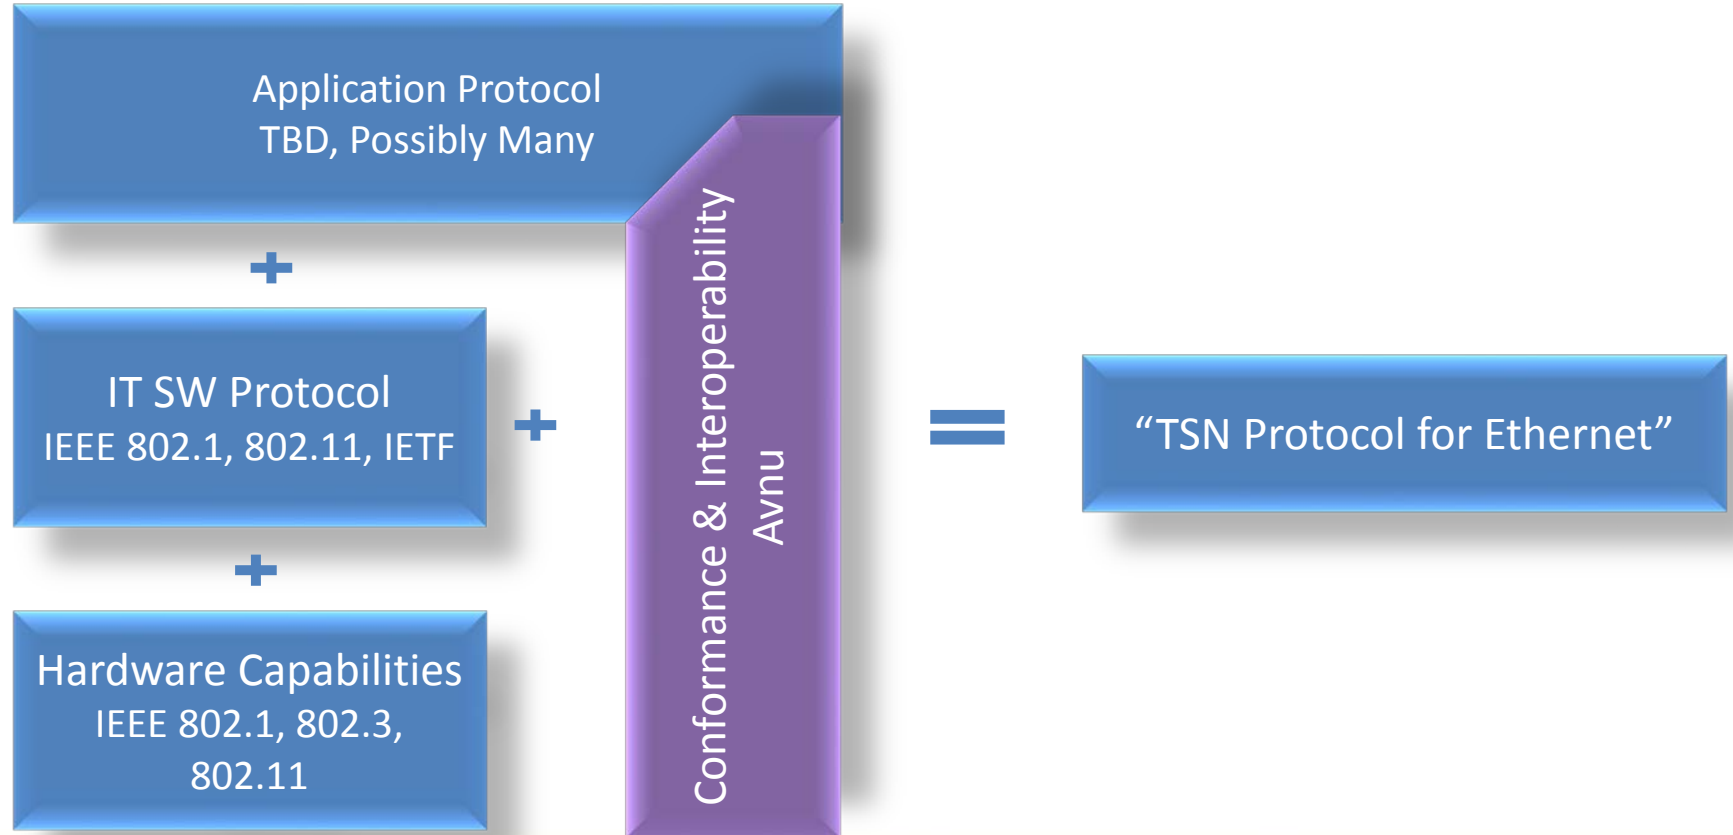 Application Protocol
TBD, Possibly Many
+
IT SW Protocol
IEEE 802.1, 802.11, IETF
+
Hardware Capabilities
IEEE 802.1, 802.3,
802.11
+
Conformance & Interoperability
Avnu
=
“TSN Protocol for Ethernet”